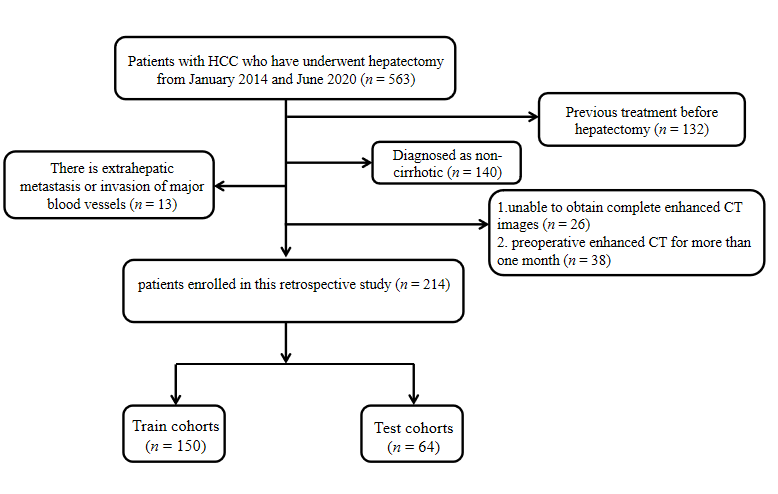 Patients with HCC who have underwent hepatectomy
from January 2014 and June 2020 (n = 563)
Previous treatment before
hepatectomy (n = 132)
Diagnosed as non-
cirrhotic (n = 140)
There is extrahepatic
metastasis or invasion of major
blood vessels (n = 13)
1.unable to obtain complete enhanced CT
images (n = 26)
2. preoperative enhanced CT for more than
one month (n = 38)
patients enrolled in this retrospective study (n = 214)
Train cohorts
(n = 150)
Test cohorts
(n = 64)